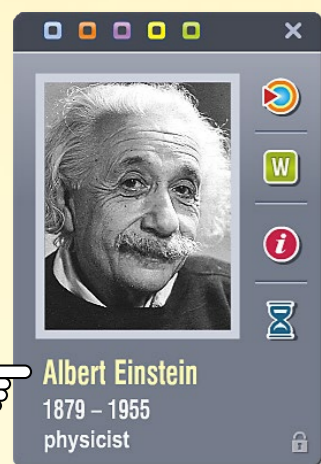 W
i
Albert Einstein
1879 – 1955
physicist